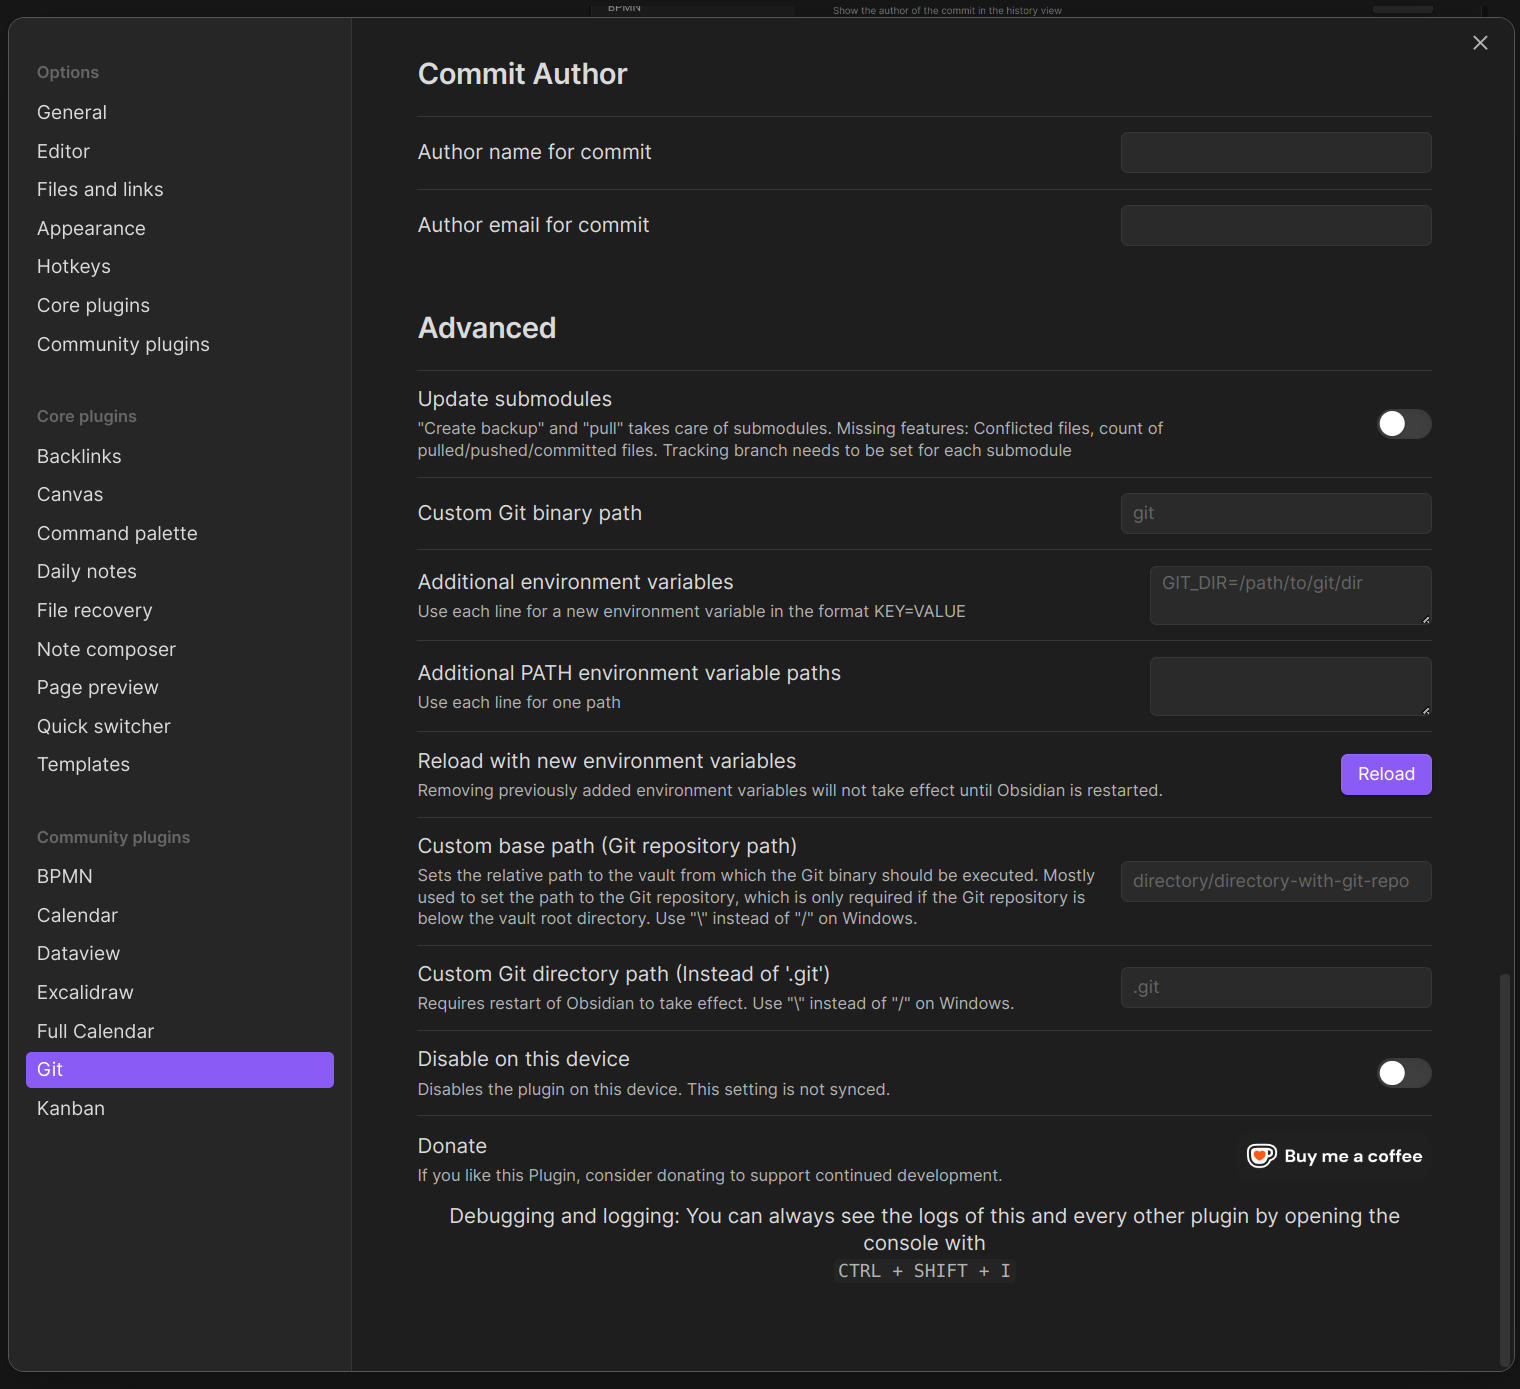 BPMN
Show the author of the commit in the history view
Options
General
Editor
Files and links
Appearance
Hotkeys
Core plugins
Community plugins
Core plugins
Backlinks
Canvas
Command palette
Daily notes
File recovery
Note composer
Page preview
Quick switcher
Templates
Community plugins
BPMN
Calendar
Dataview
Excalidraw
Full Calendar
Git
Kanban
Commit Author
Author name for commit
Author email for commit
Advanced
Update submodules
"Create backup" and "pull" takes care of submodules. Missing features: Conflicted files, count of
pulled/pushed/committed files. Tracking branch needs to be set for each submodule
Custom Git binary path
git
Additional environment variables
Use each line for a new environment variable in the format KEY=VALUE
GIT_DIR=/path/to/git/dir
Additional PATH environment variable paths
Use each line for one path
Reload with new environment variables
Removing previously added environment variables will not take effect until Obsidian is restarted.
Reload
Custom base path (Git repository path)
Sets the relative path to the vault from which the Git binary should be executed. Mostly
used to set the path to the Git repository, which is only required if the Git repository is
below the vault root directory. Use "\" instead of "/" on Windows.
directory/directory-with-git-repo
Custom Git directory path (Instead of '.git')
Requires restart of Obsidian to take effect. Use "\" instead of "/" on Windows.
.git
Disable on this device
Disables the plugin on this device. This setting is not synced.
Donate
If you like this Plugin, consider donating to support continued development.
Buy me a coffee
Debugging and logging: You can always see the logs of this and every other plugin by opening the
console with
CTRL + SHIFT + I